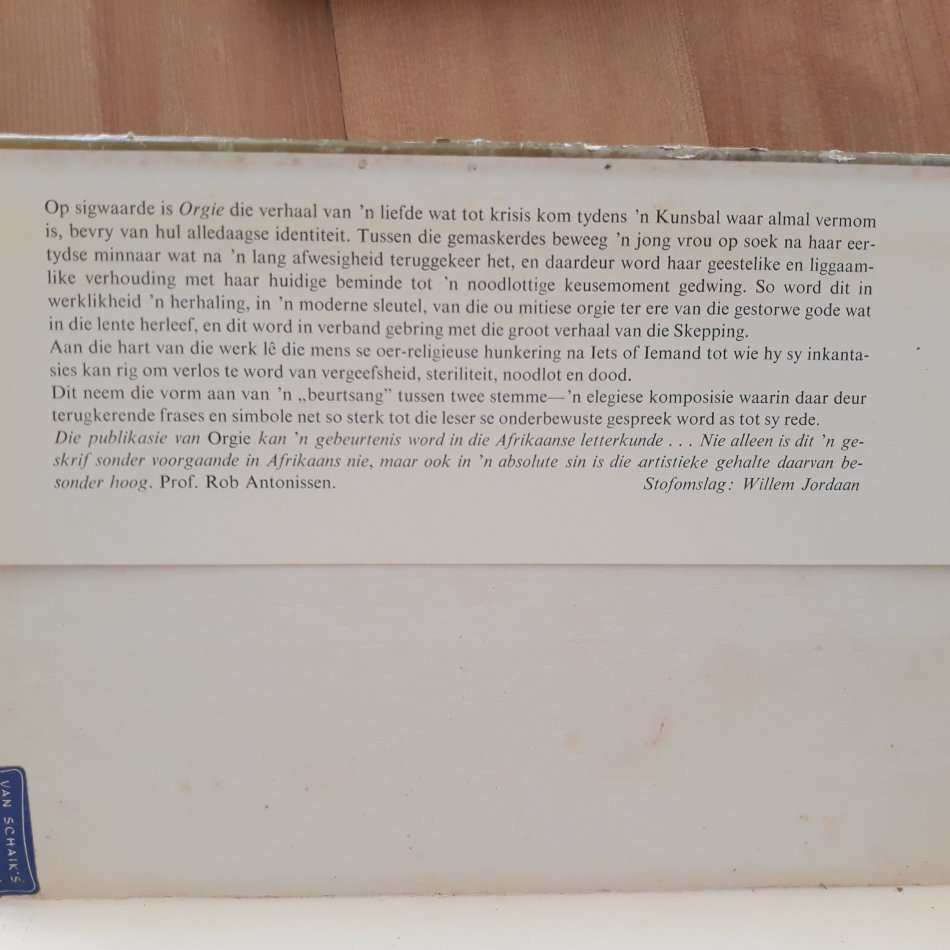 Op sigwaarde is Orgie die verhaal van 'n liefde wat tot krisis kom tydens 'n Kunsbal waar almal vermom
is, bevry van hul alledaagse identiteit. Tussen die gemaskerdes beweeg 'n jong vrou op soek na haar eer-
tydse minnaar wat na 'n lang afwesigheid teruggekeer het, en daardeur word haar geestelike en liggaam-
like verhouding met haar huidige beminde tot 'n noodlottige keusemoment gedwing. So word dit in
werklikheid 'n herhaling, in 'n moderne sleutel, van die ou mitiese orgie ter ere van die gestorwe gode wat
in die lente herleef, en dit word in verband gebring met die groot verhaal van die Skepping.
Aan die hart van die werk lê die mens se oer-religieuse hunkering na Iets of Iemand tot wie hy sy inkanta-
sies kan rig om verlos te word van vergeefsheid, steriliteit, noodlot en dood.
Dit neem die vorm aan van 'n „beurtsang" tussen twee stemme—'n elegiese komposisie waarin daar deur
terugkerende frases en simbole net so sterk tot die leser se onderbewuste gespreek word as tot sy rede.
Die publikasie van Orgie kan 'n gebeurtenis word in die Afrikaanse letterkunde . . . Nie alleen is dit 'n ge-
skrif sonder voorgaande in Afrikaans nie, maar ook in 'n absolute sin is die artistieke gehalte daarvan be-
sonder hoog. Prof. Rob Antonissen. Stofomslag: Willem Jordaan
VAN SCHAIK'S